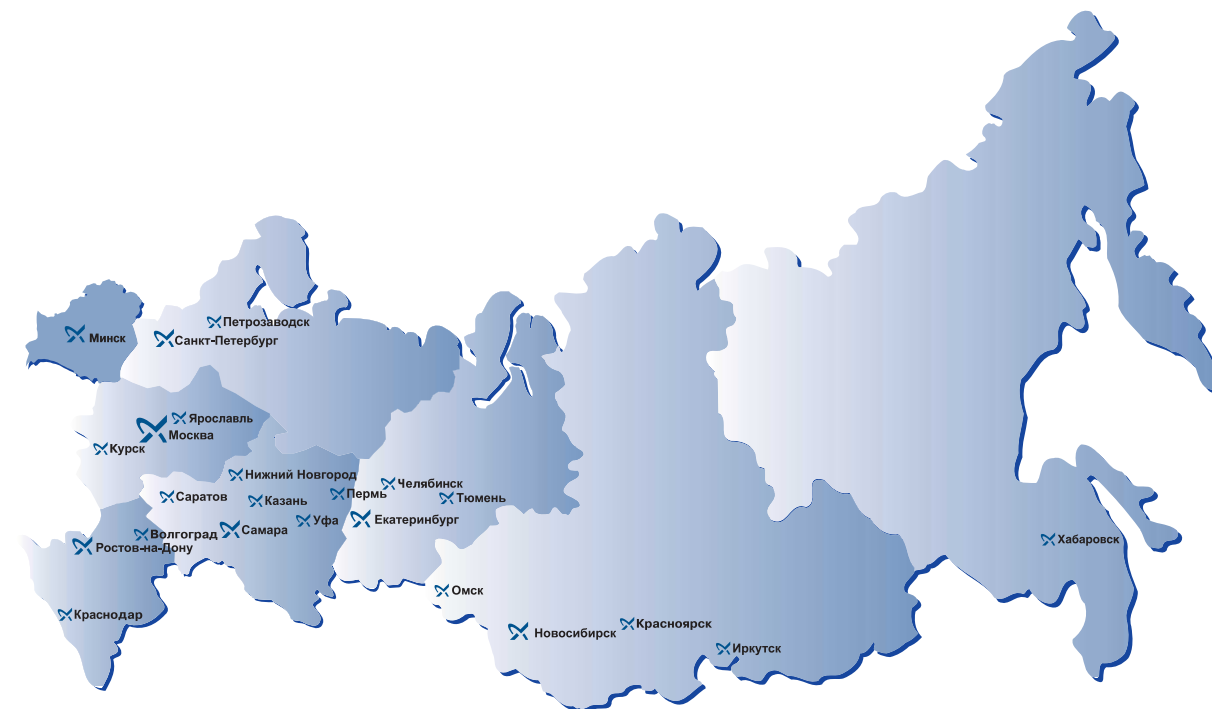 Петрозаводск
Минск
Санкт-Петербург
Ярославль
Москва
Курск
Нижний Новгород
Челябинск
Саратов
Казань
Пермь
Тюмень
Уфа
Екатеринбург
Волгоград
Самара
Ростов-на-Дону
Хабаровск
Омск
Краснодар
Новосибирск
Красноярск
Иркутск